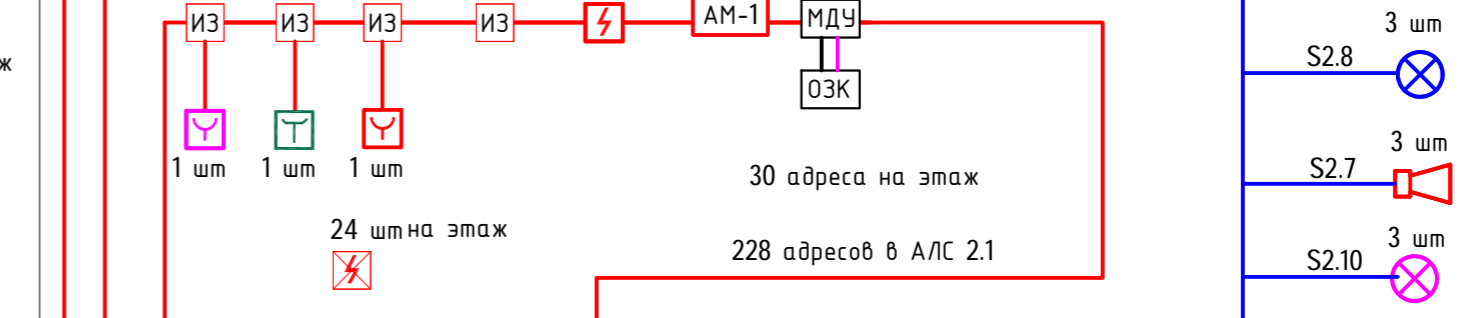 ИЗ ИЗ ИЗ ИЗ АМ-1 МДУ
3 шт
S2.8
ж
ОЗК
3 шт
1 шт 1 шт 1 шт
S2.7
30 адреса на этаж
24 шт на этаж
3 шт
228 адресов в АЛС 2.1
S2.10